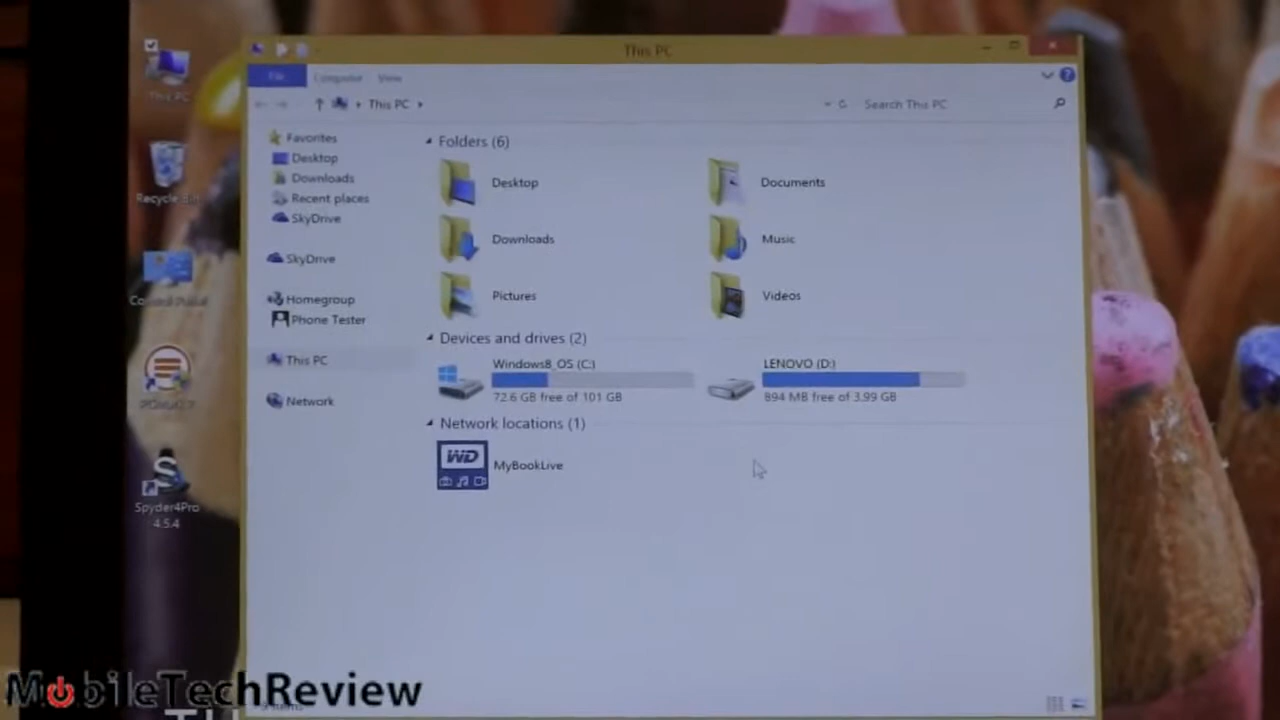 This PC
This PC
File
Computer
View
This PC
Search This PC
Recycle Bin
Control Panel
Spyder4Pro
4.5.4
Favorites
Desktop
Downloads
Recent places
SkyDrive
SkyDrive
Homegroup
Phone Tester
This PC
Network
Folders (6)
Desktop
Documents
Downloads
Music
Pictures
Videos
Devices and drives (2)
Windows8_OS (C:)
72.6 GB free of 101 GB
LENOVO (D:)
894 MB free of 3.99 GB
Network locations (1)
WD
MyBookLive
MobileTechReview